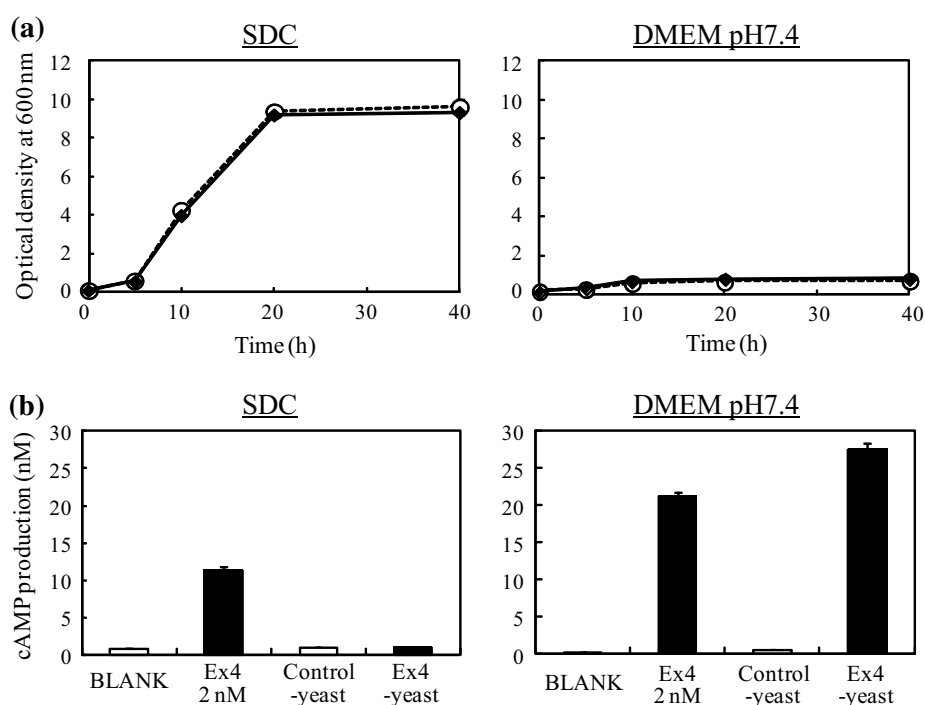 (a)
SDC
DMEM pH7.4
Optical density at 600 nm
12
10
8
6
4
2
0
0 10 20 30 40
Time (h)
12
10
8
6
4
2
0
0 10 20 30 40
Time (h)
(b)
SDC
DMEM pH7.4
cAMP production (nM)
30
25
20
15
10
5
0
BLANK
Ex4
2 nM
Control
-yeast
Ex4
-yeast
30
25
20
15
10
5
0
BLANK
Ex4
2 nM
Control
-yeast
Ex4
-yeast